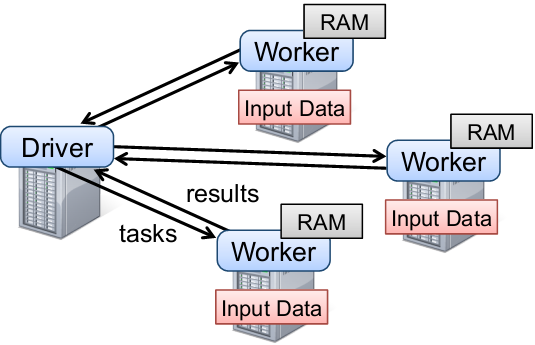 RAM
Worker
Input Data
Driver
RAM
Worker
Input Data
results
tasks
RAM
Worker
Input Data